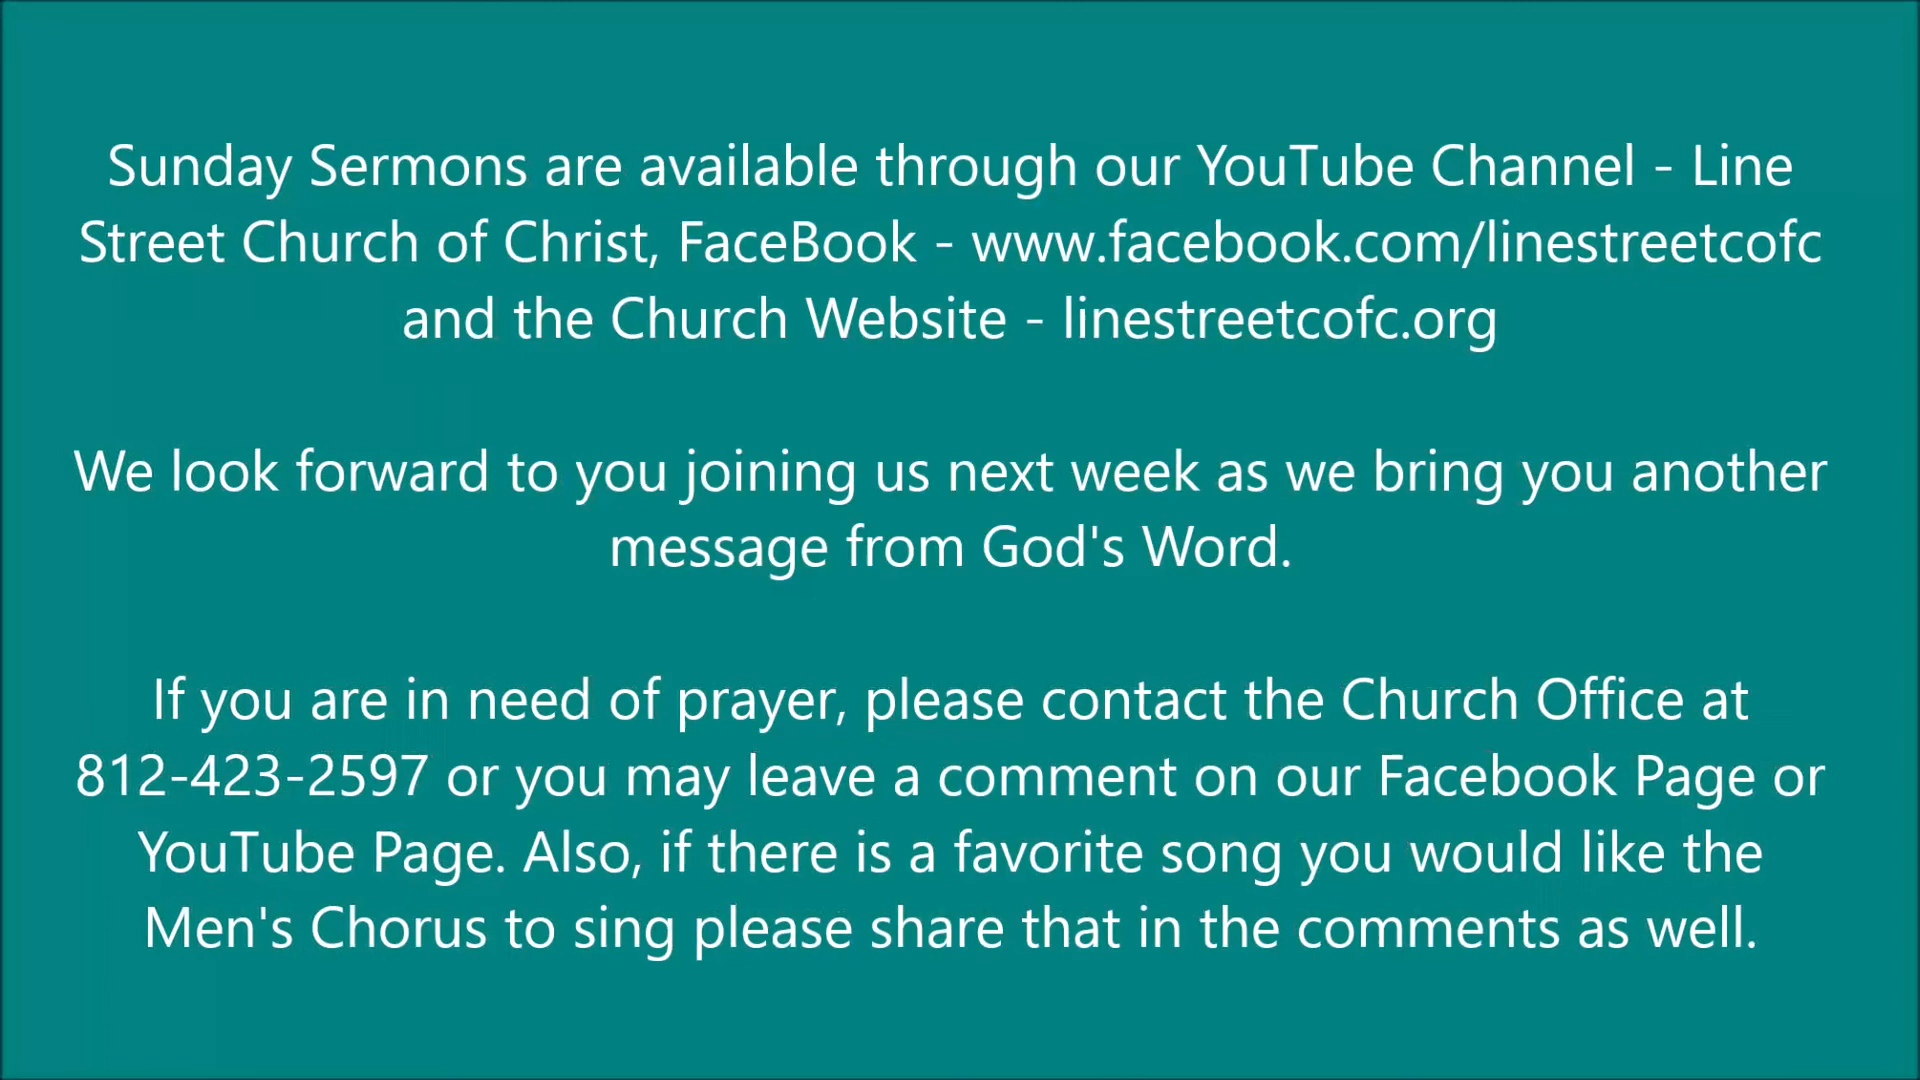 Sunday Sermons are available through our YouTube Channel - Line
Street Church of Christ, FaceBook - www.facebook.com/linestreetcofc
and the Church Website - linestreetcofc.org
We look forward to you joining us next week as we bring you another
message from God's Word.
If you are in need of prayer, please contact the Church Office at
812-423-2597 or you may leave a comment on our Facebook Page or
YouTube Page. Also, if there is a favorite song you would like the
Men's Chorus to sing please share that in the comments as well.